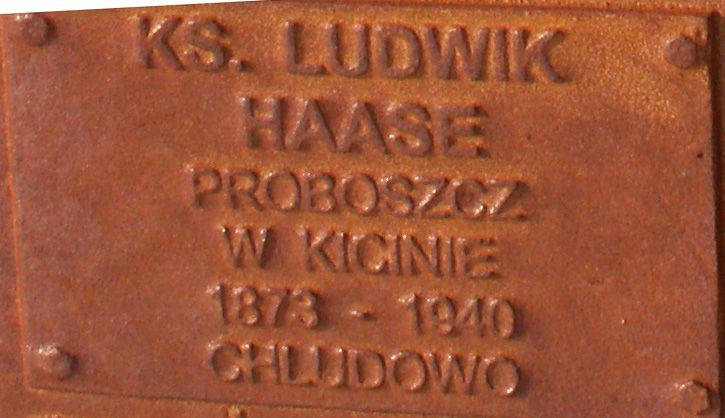 KS. LUDWIK
HAASE
PROBOSZCZ
W KICINIE
1873 - 1940
CHLUDOWO